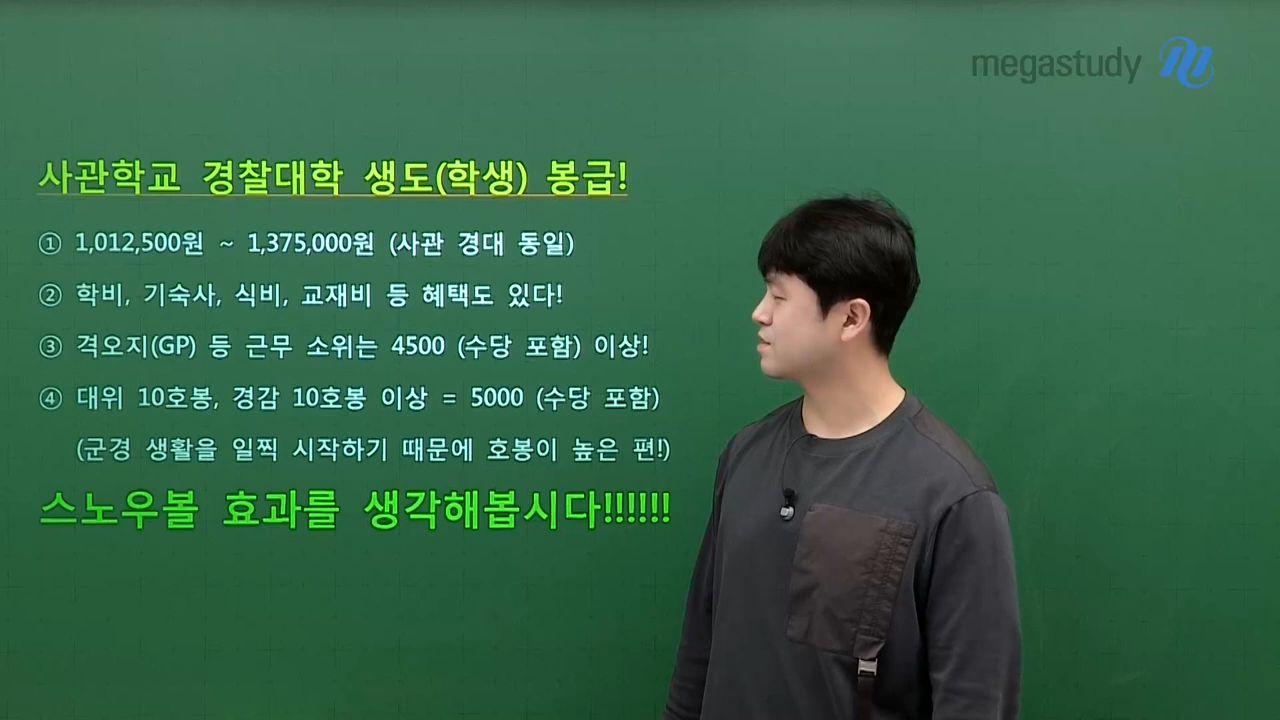 megastudy
사관학교 경찰대학 생도(학생) 봉급!
① 1,012,500원 ~ 1,375,000원 (사관 경대 동일)
② 학비, 기숙사, 식비, 교재비 등 혜택도 있다!
③ 격오지(GP) 등 근무 소위는 4500 (수당 포함) 이상!
④ 대위 10호봉, 경감 10호봉 이상 = 5000 (수당 포함)
(군경 생활을 일찍 시작하기 때문에 호봉이 높은 편!)
스노우볼 효과를 생각해봅시다!!!!!!